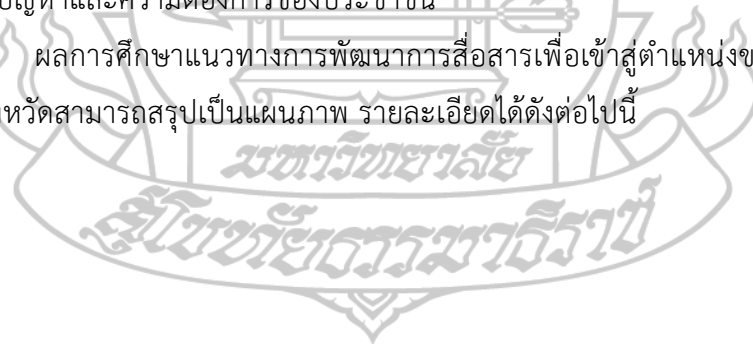 ปัญหาและความต้องการของประชาชน
ผลการศึกษาแนวทางการพัฒนาการสื่อสารเพื่อเข้าสู่ตำแหน่งข
หวัดสามารถสรุปเป็นแผนภาพ รายละเอียดได้ดังต่อไปนี้
มหาวิทยาลัย
สุโขทัยธรรมาธิราช